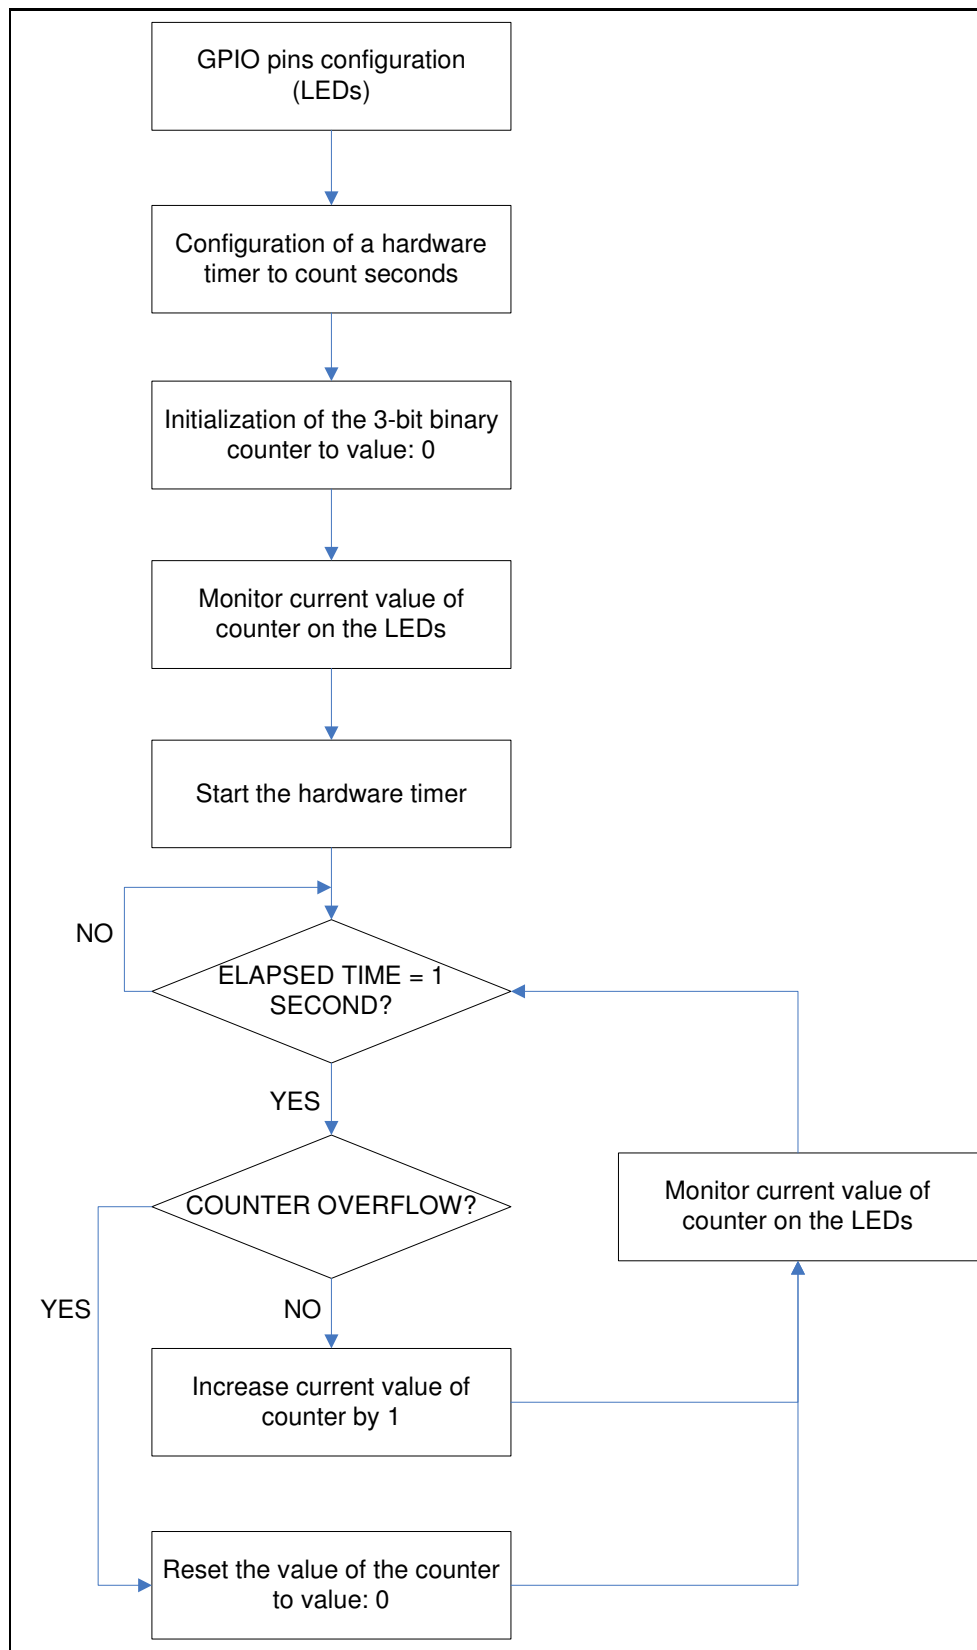 GPIO pins configuration
(LEDs)
Configuration of a hardware
timer to count seconds
Initialization of the 3-bit binary
counter to value: 0
Monitor current value of
counter on the LEDs
Start the hardware timer
NO
ELAPSED TIME = 1
SECOND?
YES
COUNTER OVERFLOW?
Monitor current value of
counter on the LEDs
YES
NO
Increase current value of
counter by 1
Reset the value of the counter
to value: 0